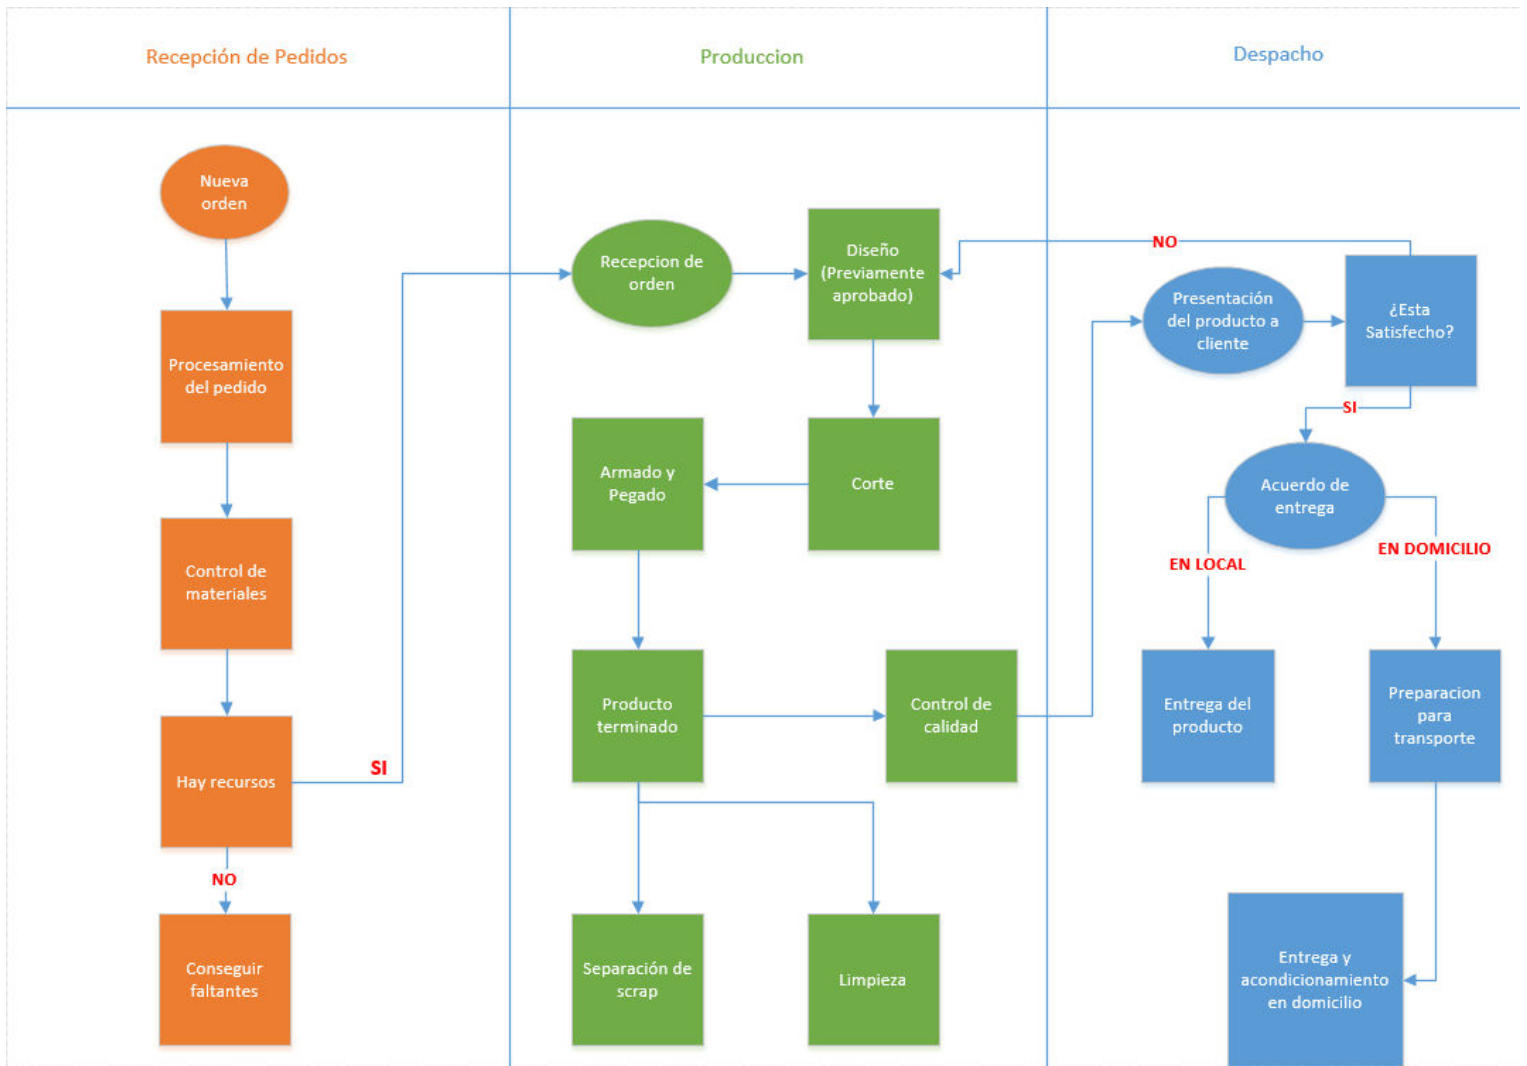 Recepción de Pedidos
Produccion
Despacho
Nueva
orden
Procesamiento
del pedido
Control de
materiales
Hay recursos
SI
NO
Conseguir
faltantes
Recepcion de
orden
Diseño
(Previamente
aprobado)
Armado y
Pegado
Corte
Producto
terminado
Control de
calidad
Separación de
scrap
Limpieza
NO
Presentación
del producto a
cliente
¿Esta
Satisfecho?
SI
Acuerdo de
entrega
EN LOCAL
EN DOMICILIO
Entrega del
producto
Preparacion
para
transporte
Entrega y
acondicionamiento
en domicilio